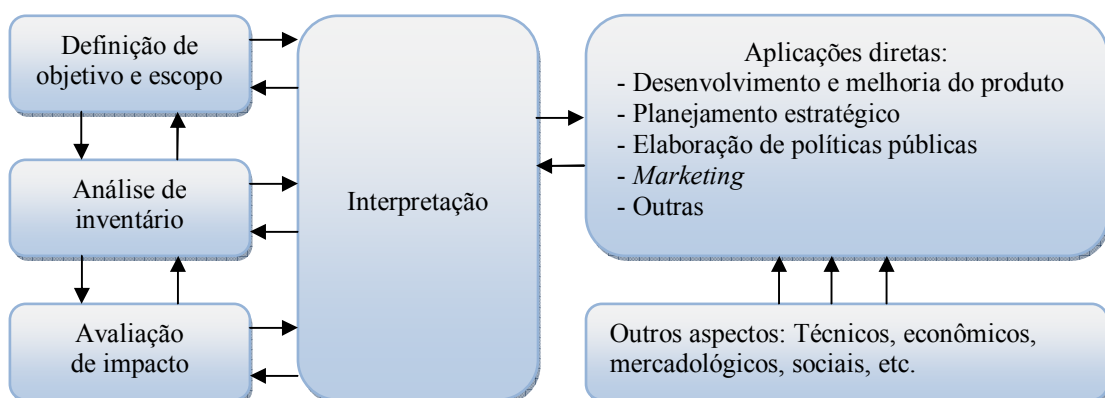 Definição de
objetivo e escopo
Análise de
inventário
Avaliação
de impacto
Interpretação
Aplicações diretas:
- Desenvolvimento e melhoria do produto
- Planejamento estratégico
- Elaboração de políticas públicas
- Marketing
- Outras
Outros aspectos: Técnicos, econômicos,
mercadológicos, sociais, etc.